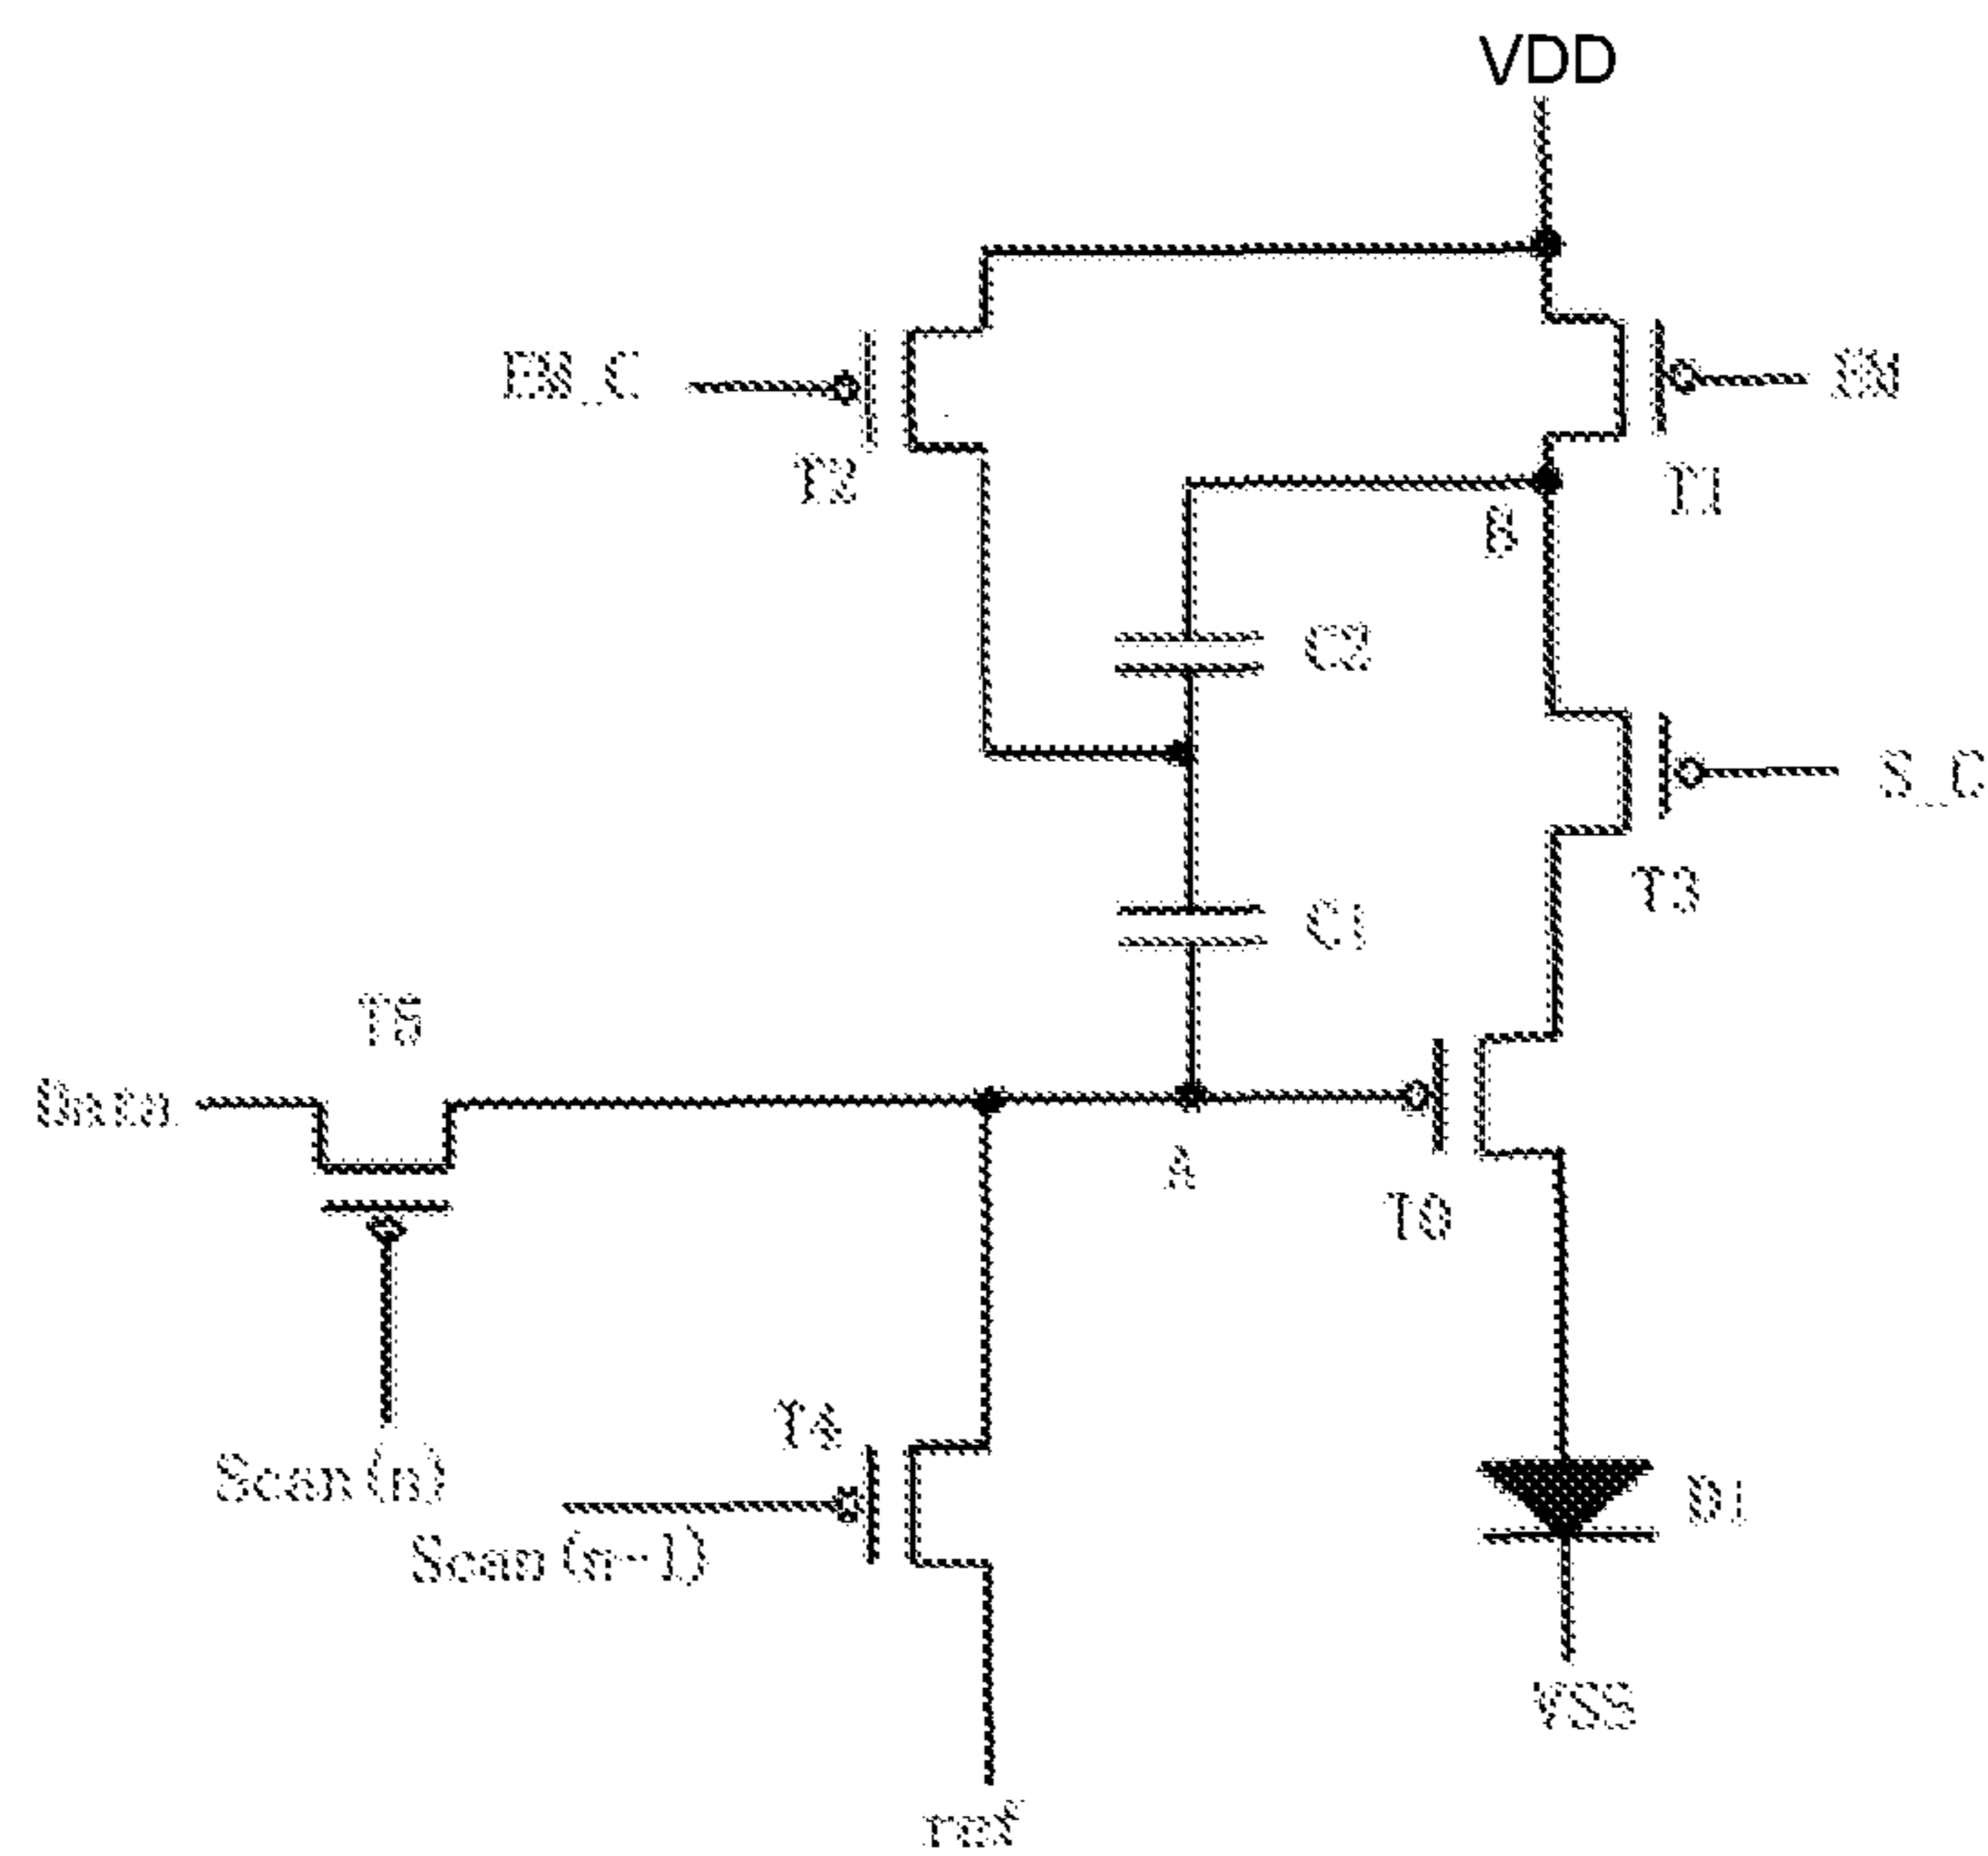 VDD
EM_C
EM
T2
T1
B
C2
S_C
T3
C1
T5
Data
A
T0
T4
Scan(n)
D1
Scan(n-1)
VSS
ref